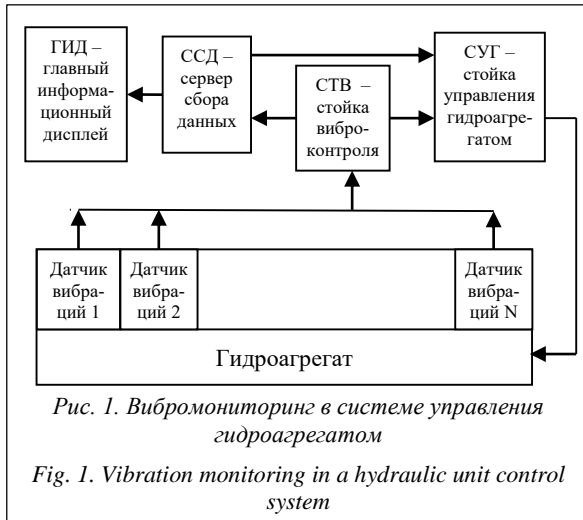 ГИД –
главный
информа-
ционный
дисплей
ССД –
сервер
сбора
данных
СТВ –
стойка
вибро-
контроля
СУГ –
стойка
управления
гидроагре-
гатом
Датчик
вибра-
ций 1
Датчик
вибра-
ций 2
Датчик
вибра-
ций N
Гидроагрегат
Рис. 1. Вибромониторинг в системе управления
гидроагрегатом
Fig. 1. Vibration monitoring in a hydraulic unit control
system